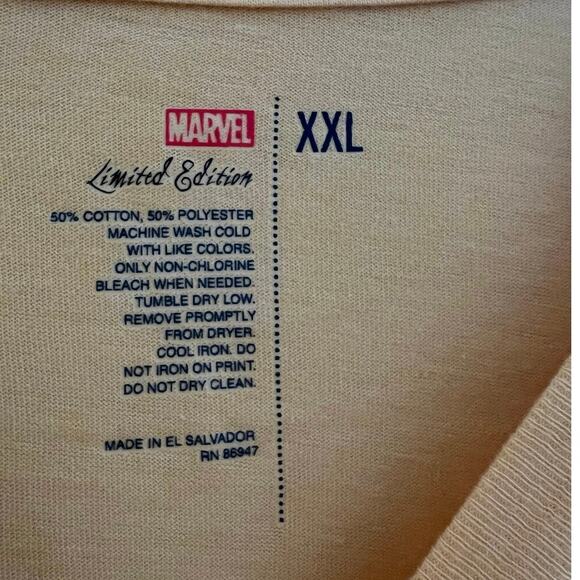 MARVEL
Limited Edition
50% COTTON, 50% POLYESTER
MACHINE WASH COLD
WITH LIKE COLORS.
ONLY NON-CHLORINE
BLEACH WHEN NEEDED.
TUMBLE DRY LOW.
REMOVE PROMPTLY
FROM DRYER.
COOL IRON. DO
NOT IRON ON PRINT.
DO NOT DRY CLEAN.
MADE IN EL SALVADOR
RN 86947
XXL